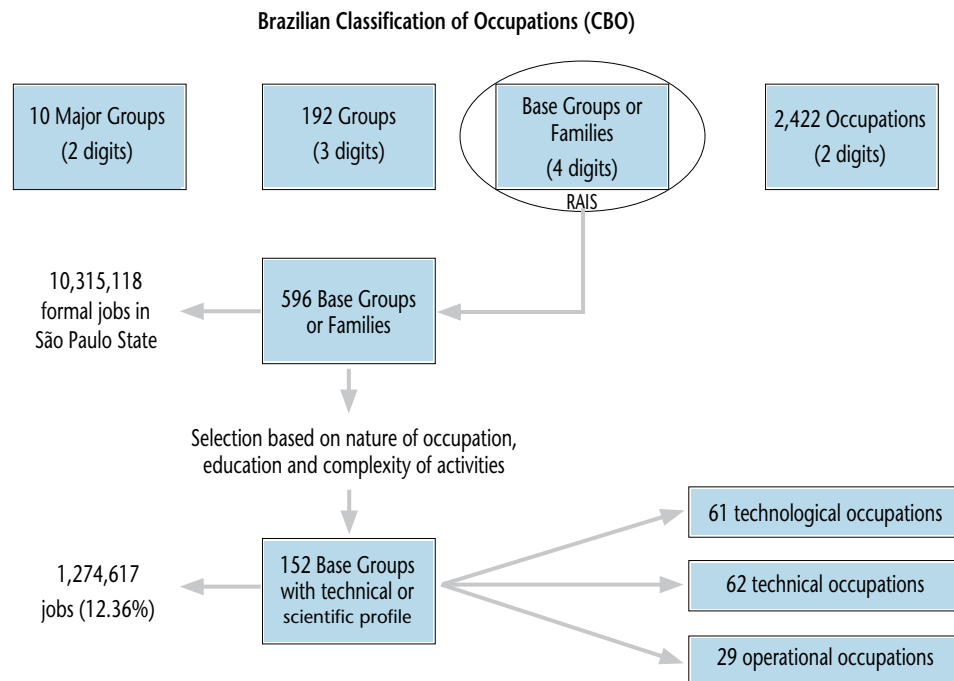 Brazilian Classification of Occupations (CBO)
10 Major Groups
(2 digits)
192 Groups
(3 digits)
Base Groups or
Families
(4 digits)
RAIS
2,422 Occupations
(2 digits)
10,315,118
formal jobs in
São Paulo State
596 Base Groups
or Families
Selection based on nature of occupation,
education and complexity of activities
1,274,617
jobs (12.36%)
152 Base Groups
with technical or
scientific profile
61 technological occupations
62 technical occupations
29 operational occupations